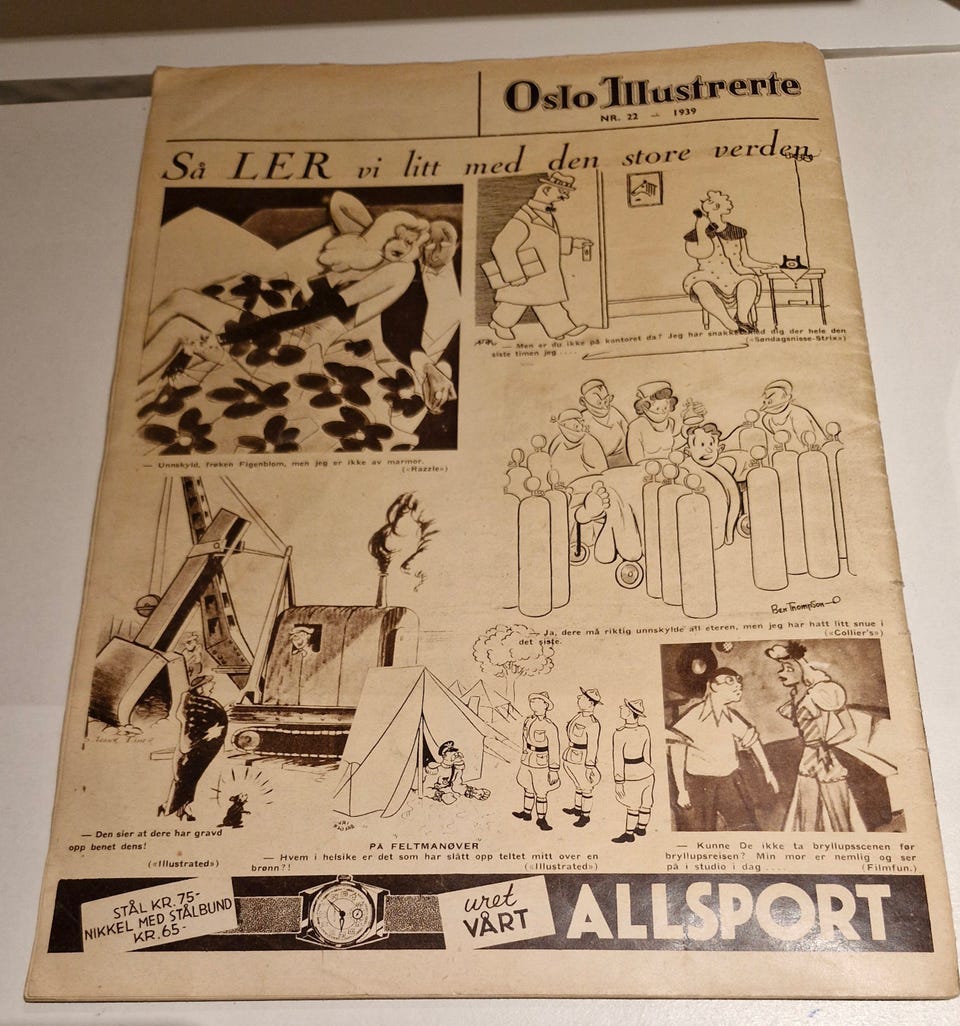 Oslo Illustrerte
NR. 22 — 1939
Så LER vi litt med den store verden
— Men er du ikke på kontoret da? Jeg har snakket med dig der hele den
siste timen jeg ....
(«Søndagsnisse-Strix»)
— Unnskyld, frøken Figenblom, men jeg er ikke av marmor.
(«Razzle»)
Ben Thompson
— Ja, dere må riktig unnskylde all eteren, men jeg har hatt litt snue i
det siste.
(«Collier's»)
— Den sier at dere har gravd
opp benet dens!
(«Illustrated»)
PÅ FELTMANØVER
— Hvem i helsike er det som har slått opp teltet mitt over en
brønn?!
(«Illustrated»)
— Kunne De ikke ta bryllupsscenen før
bryllupsreisen? Min mor er nemlig og ser
på i studio i dag ....
(Filmfun.)
STÅL KR. 75-
NIKKEL MED STÅLBUND
KR. 65-
uret
VÅRT
ALLSPORT